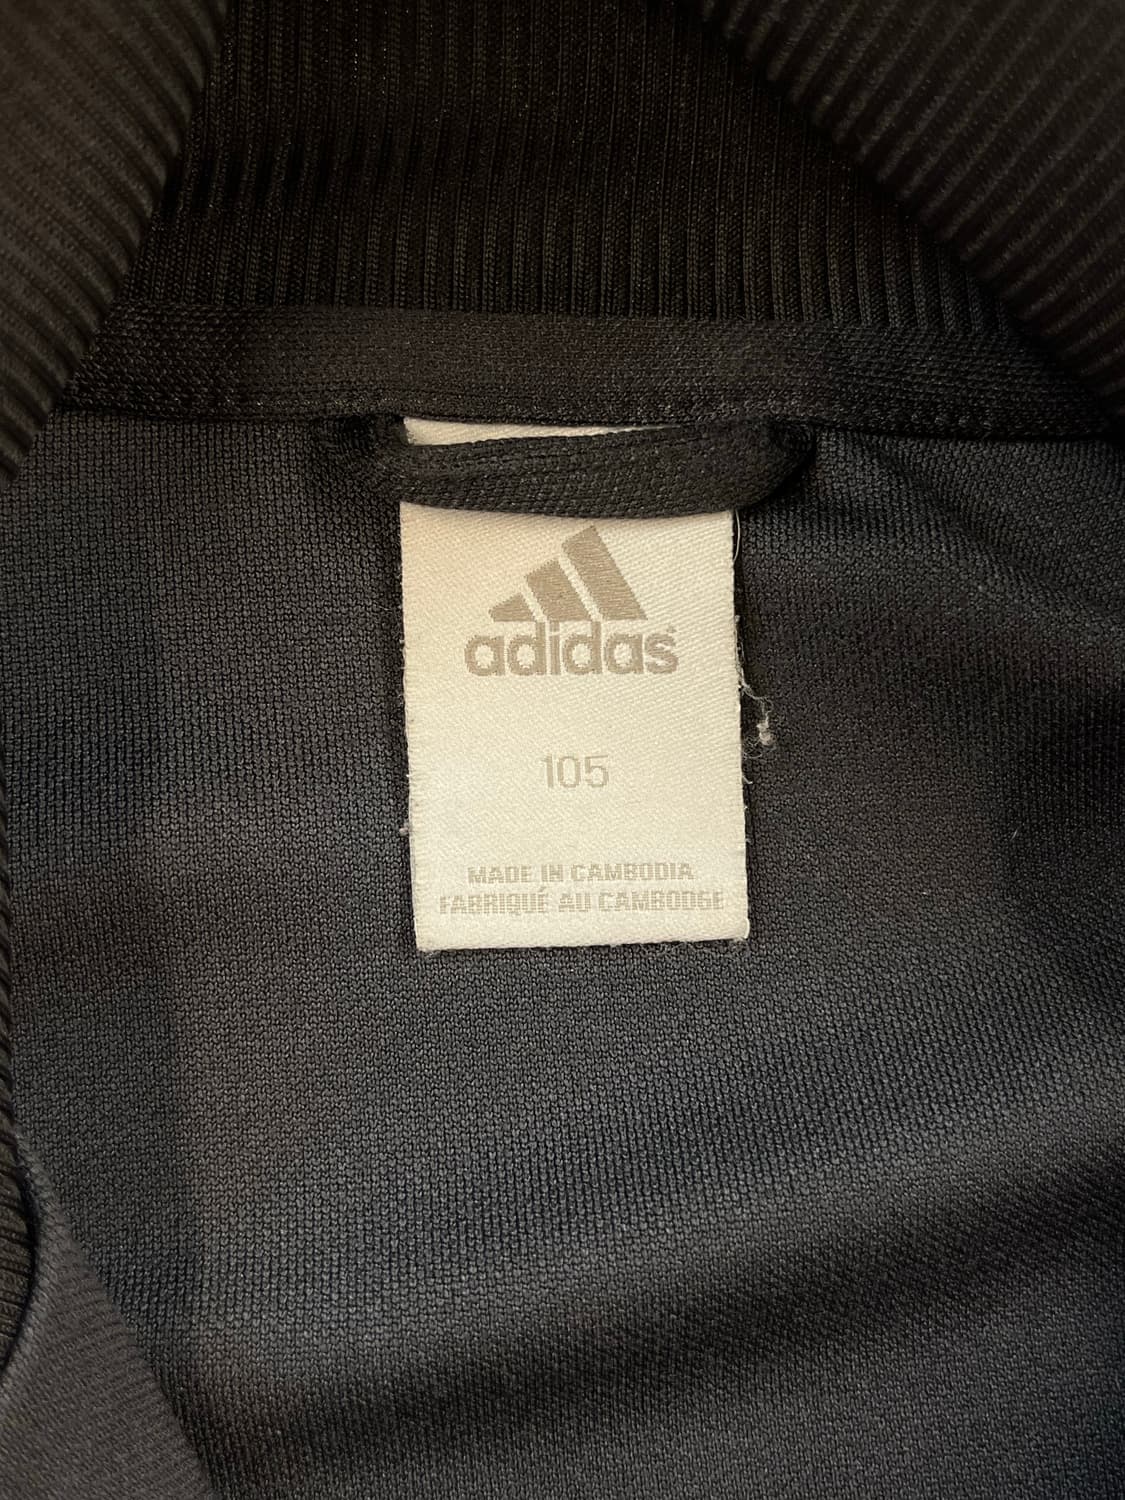 adidas
105
MADE IN CAMBODIA
FABRIQUÉ AU CAMBODGE